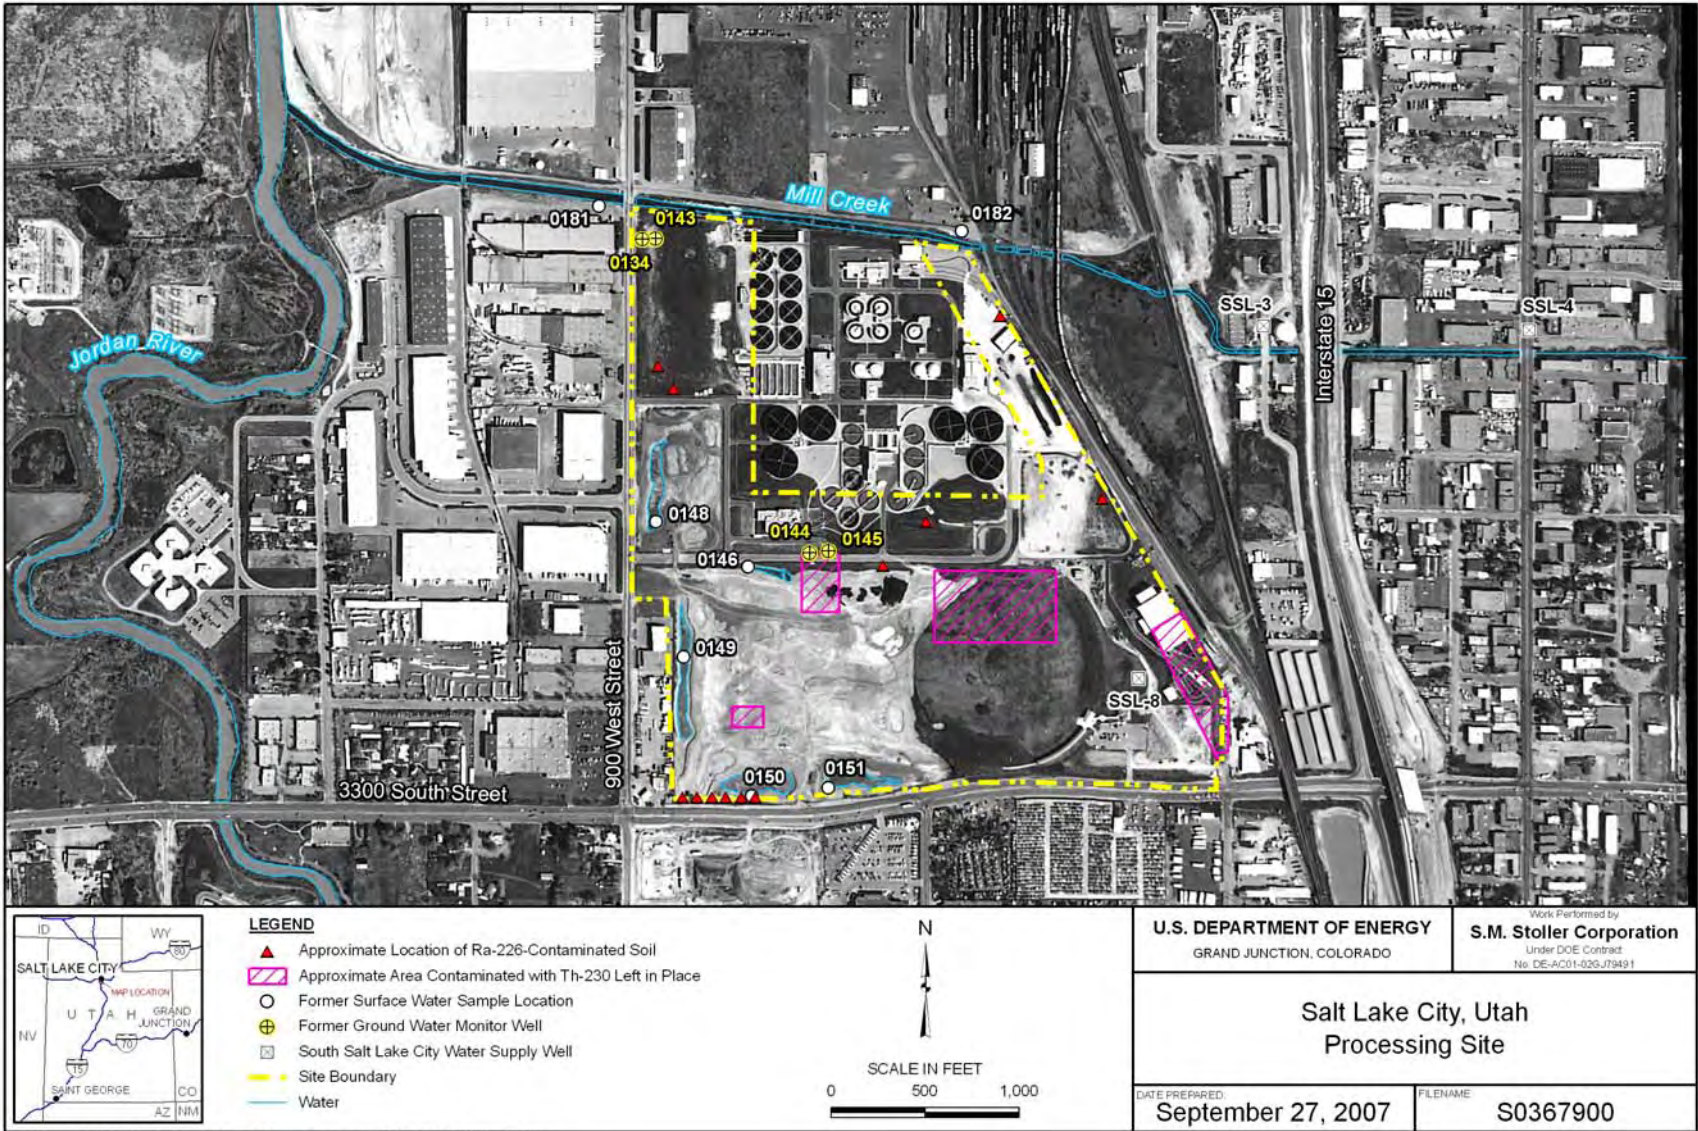 Mill Creek
0181
0143
0182
0134
SSL-3
SSL-4
Jordan River
Interstate 15
0148
0144
0145
0146
0149
900 West Street
SSL-8
0150
0151
3300 South Street
ID
WY
80
SALT LAKE CITY
MAP LOCATION
UTAH
GRAND
JUNCTION
NV
70
15
SAINT GEORGE
CO
AZ
NM
LEGEND
Approximate Location of Ra-226-Contaminated Soil
Approximate Area Contaminated with Th-230 Left in Place
Former Surface Water Sample Location
Former Ground Water Monitor Well
South Salt Lake City Water Supply Well
Site Boundary
Water
N
SCALE IN FEET
0 500 1,000
U.S. DEPARTMENT OF ENERGY
GRAND JUNCTION, COLORADO
Work Performed by
S.M. Stoller Corporation
Under DOE Contract
No. DE-AC01-02GJ79491
Salt Lake City, Utah
Processing Site
DATE PREPARED:
September 27, 2007
FILENAME
S0367900